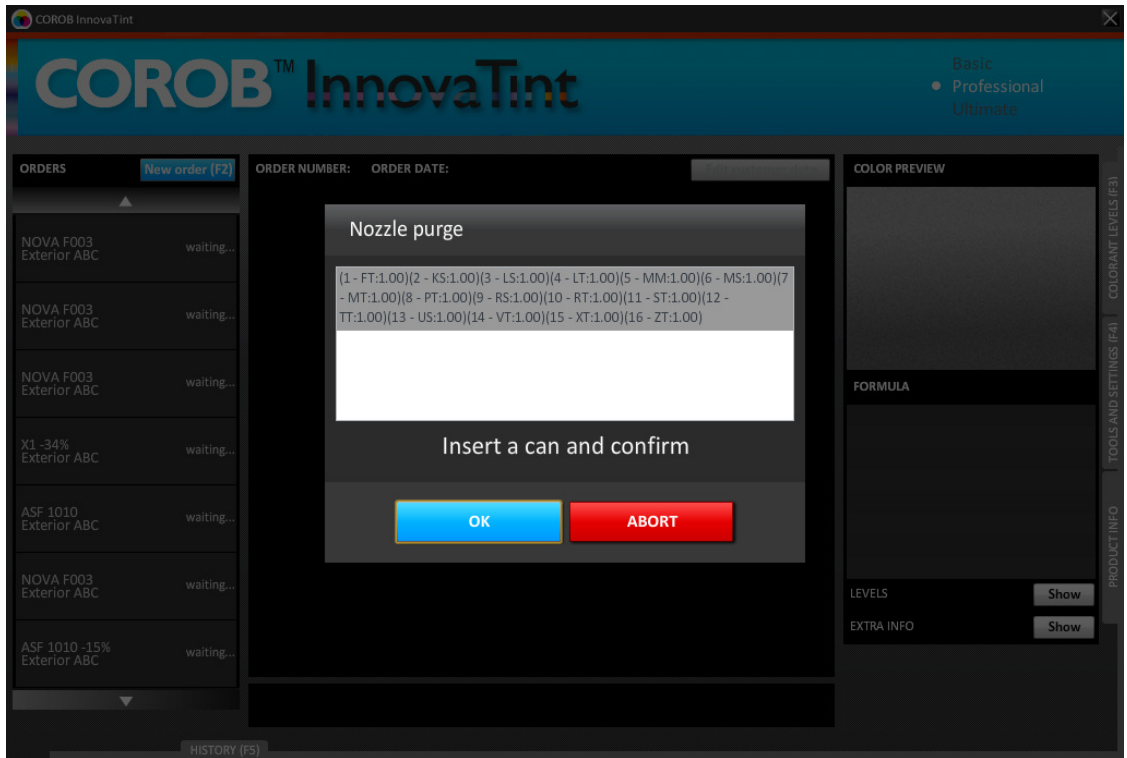 COROB InnovaTint
COROB™ InnovaTint
Basic
Professional
Ultimate
ORDERS
New order (F2)
NOVA F003
Exterior ABC
waiting...
NOVA F003
Exterior ABC
waiting...
NOVA F003
Exterior ABC
waiting...
X1 -34%
Exterior ABC
waiting...
ASF 1010
Exterior ABC
waiting...
NOVA F003
Exterior ABC
waiting...
ASF 1010 -15%
Exterior ABC
waiting...
ORDER NUMBER: ORDER DATE:
Nozzle purge
(1 - FT:1.00)(2 - KS:1.00)(3 - LS:1.00)(4 - LT:1.00)(5 - MM:1.00)(6 - MS:1.00)(7
- MT:1.00)(8 - PT:1.00)(9 - RS:1.00)(10 - RT:1.00)(11 - ST:1.00)(12 -
TT:1.00)(13 - US:1.00)(14 - VT:1.00)(15 - XT:1.00)(16 - ZT:1.00)
Insert a can and confirm
OK
ABORT
COLOR PREVIEW
FORMULA
LEVELS
Show
EXTRA INFO
Show
COLORANT LEVELS (F3)
TOOLS AND SETTINGS (F4)
PRODUCT INFO
HISTORY (F5)